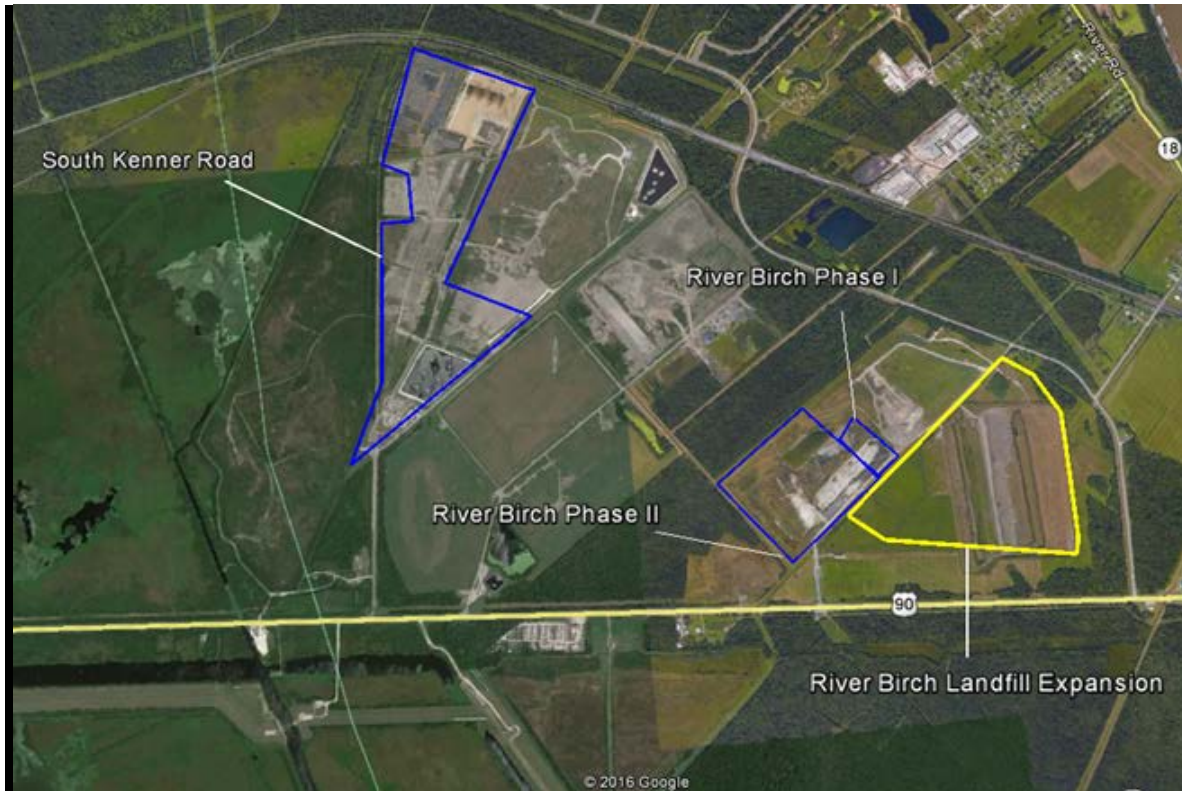 River Rd
18
South Kenner Road
River Birch Phase I
River Birch Phase II
90
River Birch Landfill Expansion
© 2016 Google